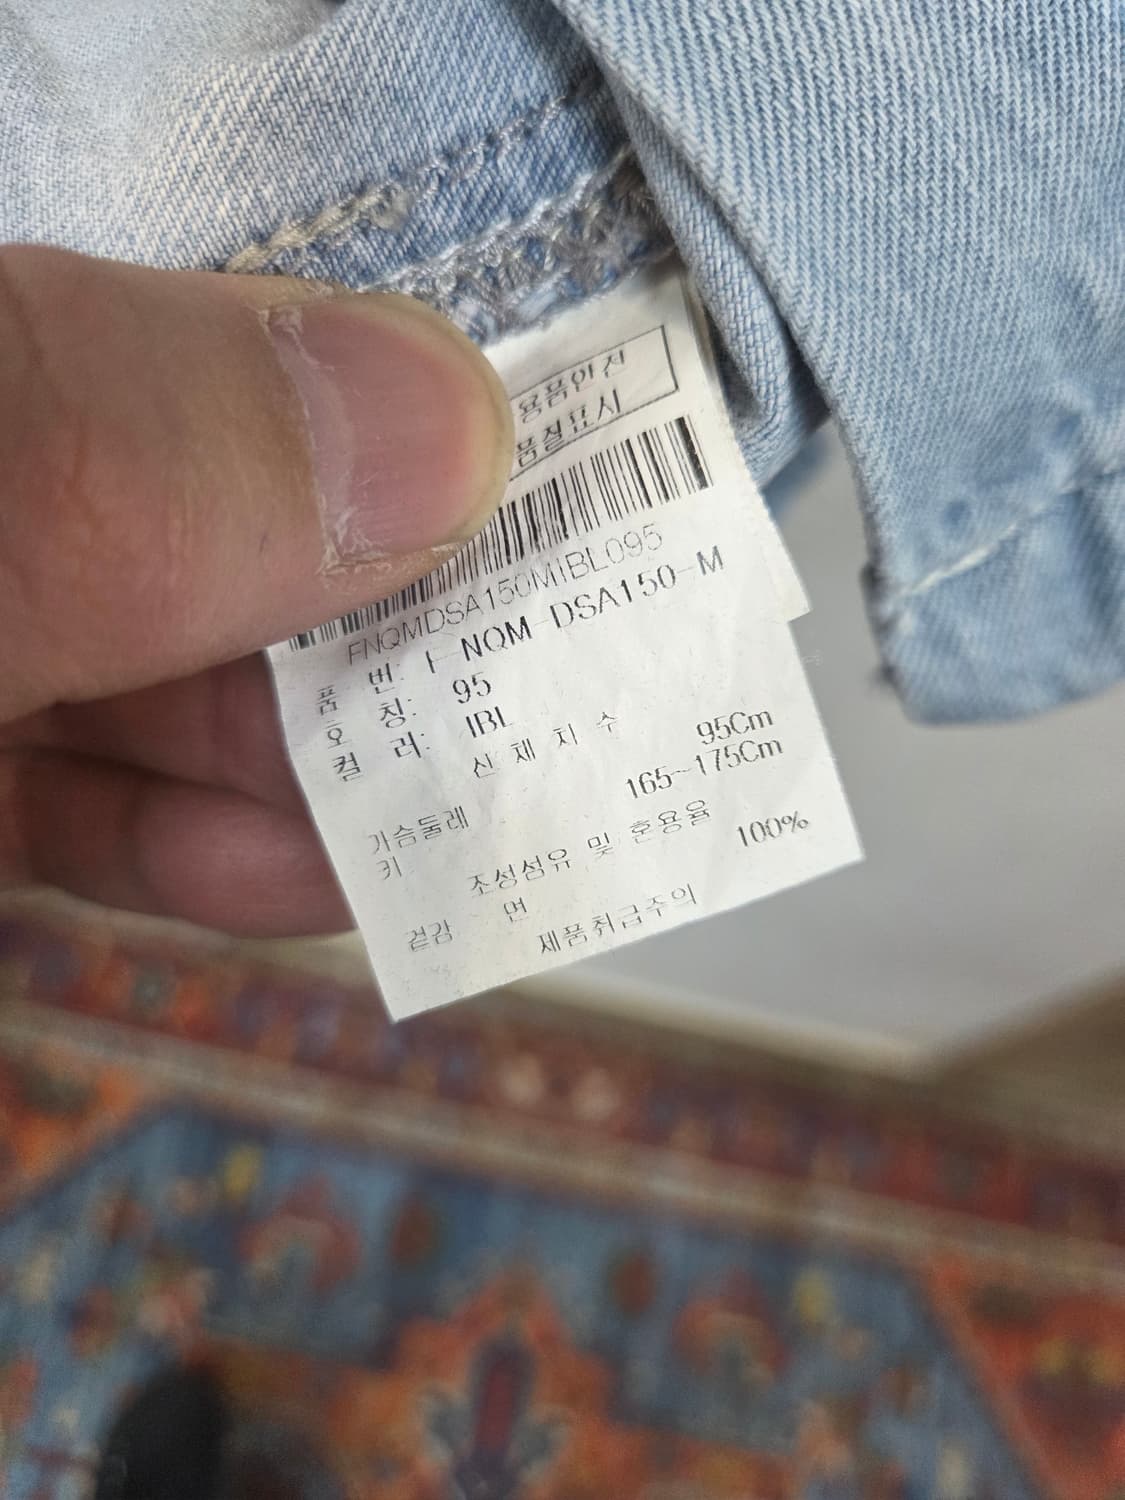 용품안전
품질표시
FNQMDSA150MIBL095
품 번: FNQM-DSA150-M
호 칭: 95
컬 러: IBL
신 체 치 수
가슴둘레 95Cm
키 165~175Cm
조성섬유 및 혼용율
겉감 면 100%
제품취급주의